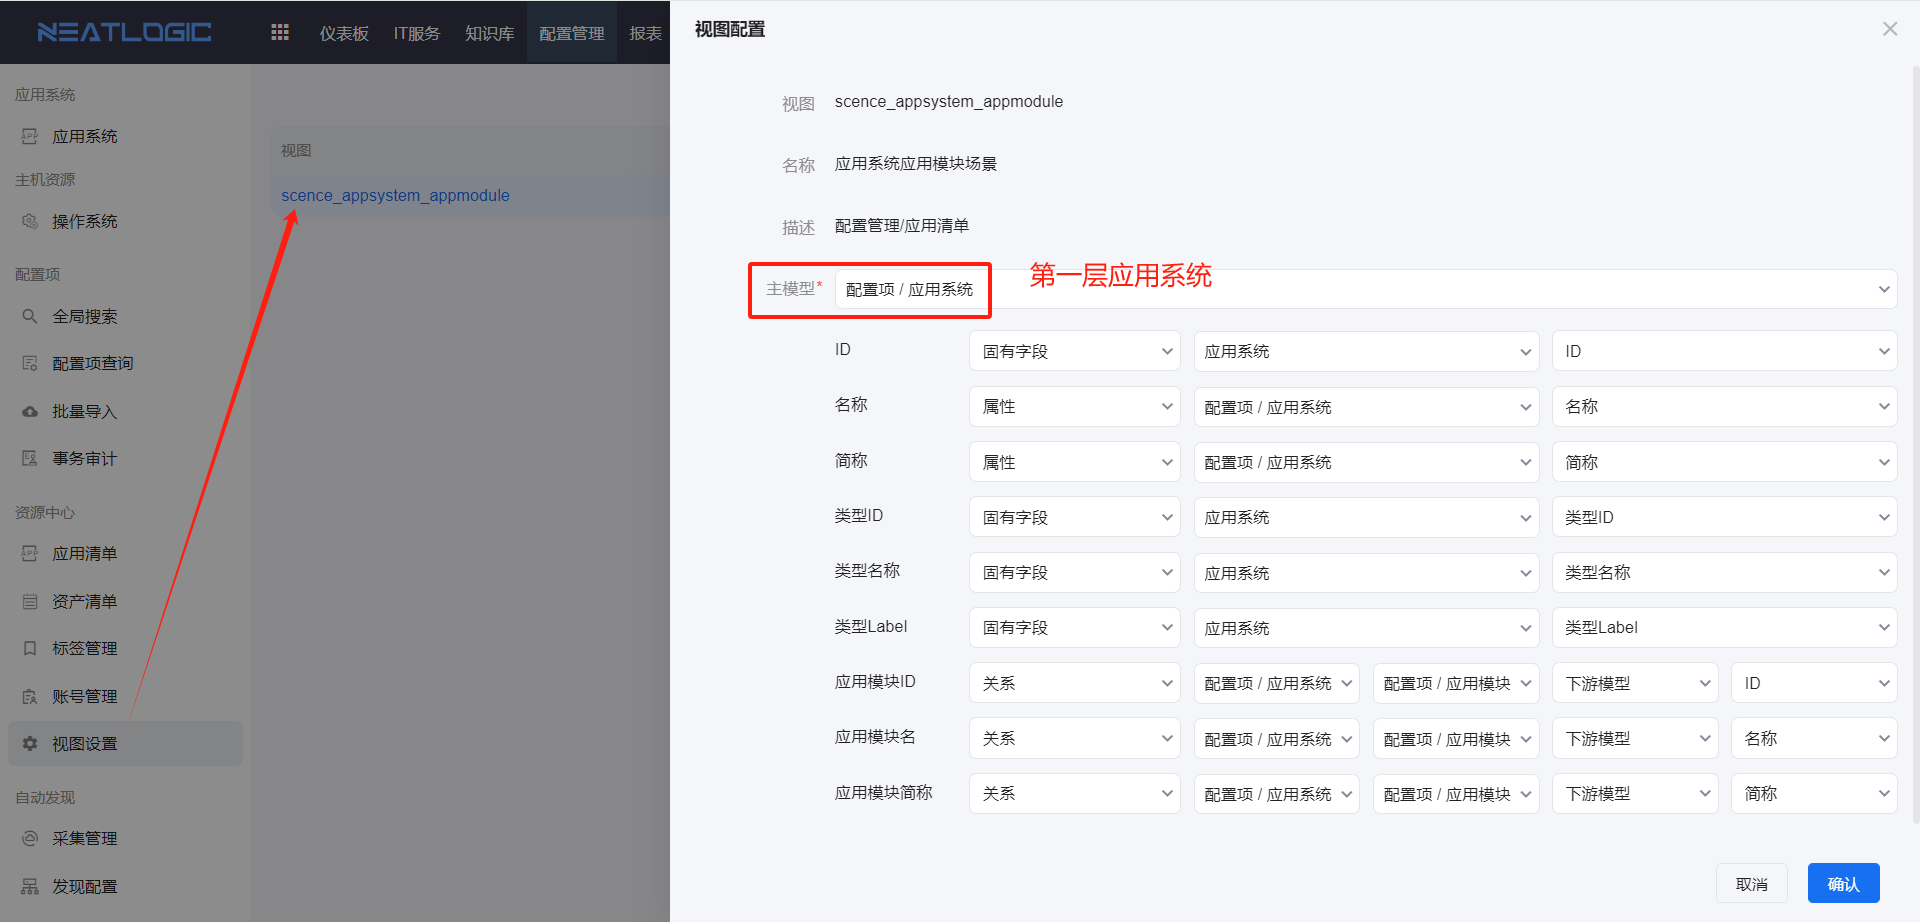 NEATLOGIC
仪表板 IT服务 知识库 配置管理 报表
应用系统
应用系统
主机资源
操作系统
配置项
全局搜索
配置项查询
批量导入
事务审计
资源中心
应用清单
资产清单
标签管理
账号管理
视图设置
自动发现
采集管理
发现配置
视图
scence_appsystem_appmodule
视图配置
视图 scence_appsystem_appmodule
名称 应用系统应用模块场景
描述 配置管理/应用清单
主模型* 配置项 / 应用系统
第一层应用系统
ID 固有字段 应用系统 ID
名称 属性 配置项 / 应用系统 名称
简称 属性 配置项 / 应用系统 简称
类型ID 固有字段 应用系统 类型ID
类型名称 固有字段 应用系统 类型名称
类型Label 固有字段 应用系统 类型Label
应用模块ID 关系 配置项 / 应用系统 配置项 / 应用模块 下游模型 ID
应用模块名 关系 配置项 / 应用系统 配置项 / 应用模块 下游模型 名称
应用模块简称 关系 配置项 / 应用系统 配置项 / 应用模块 下游模型 简称
取消 确认